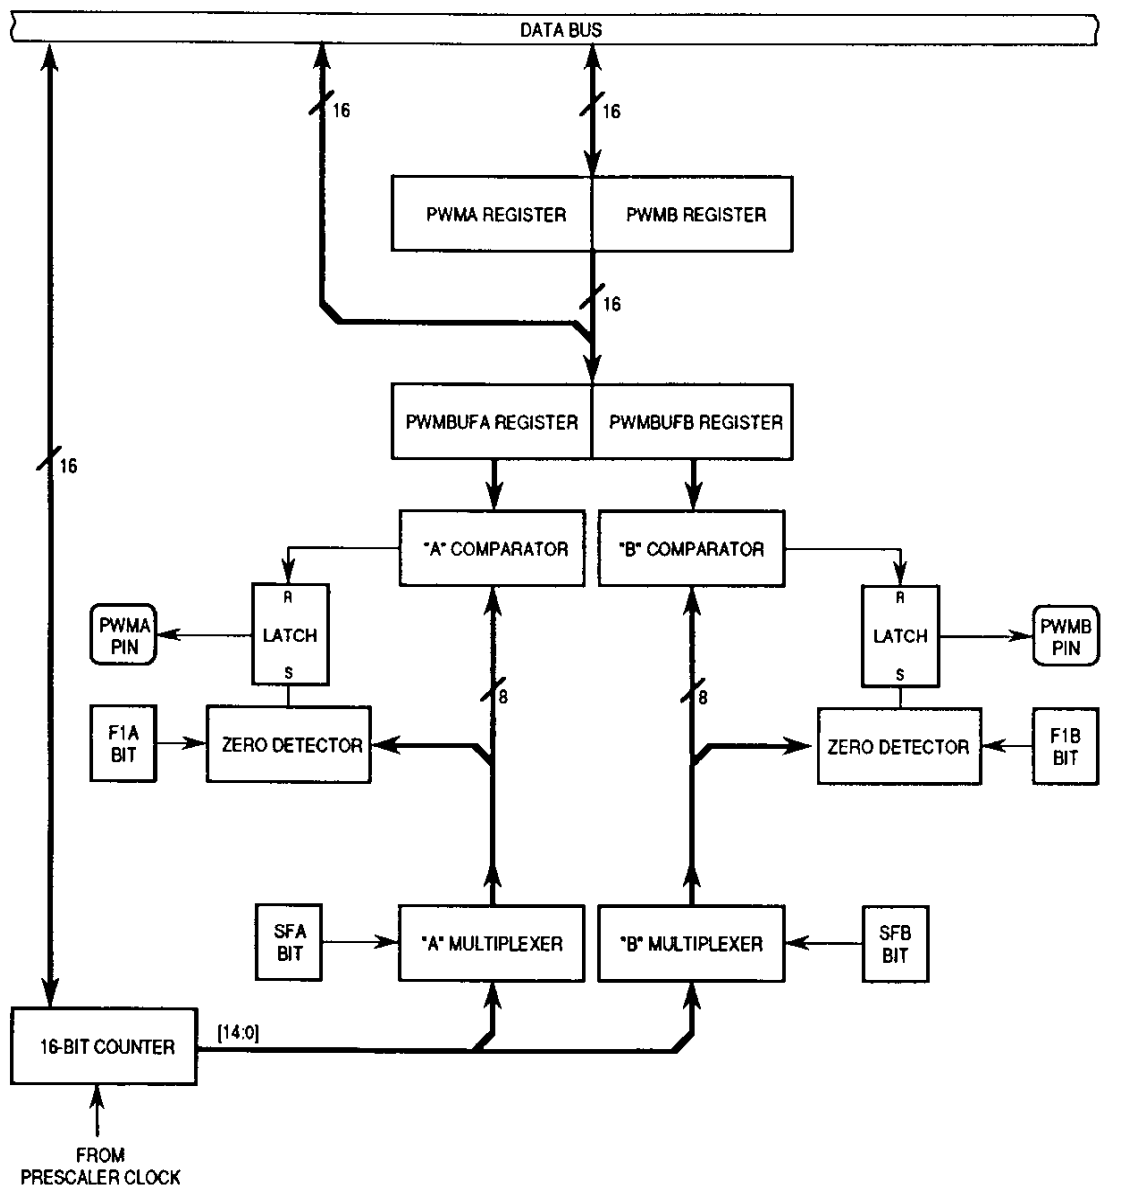 DATA BUS
16
16
PWMA REGISTER
PWMB REGISTER
16
PWMBUFA REGISTER
PWMBUFB REGISTER
16
"A" COMPARATOR
"B" COMPARATOR
R
LATCH
S
R
LATCH
S
PWMA
PIN
PWMB
PIN
8
8
F1A
BIT
ZERO DETECTOR
ZERO DETECTOR
F1B
BIT
SFA
BIT
"A" MULTIPLEXER
"B" MULTIPLEXER
SFB
BIT
16-BIT COUNTER
[14:0]
FROM
PRESCALER CLOCK